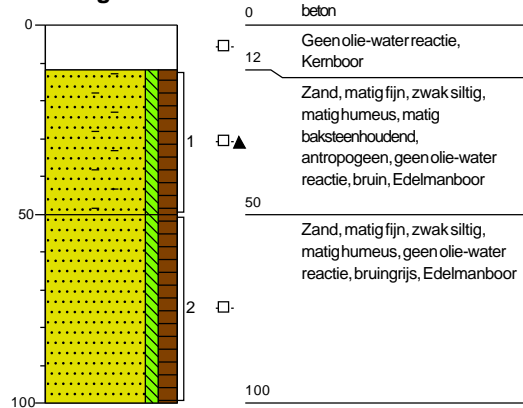 0
0
beton
Geen olie-water reactie,
Kernboor
12
Zand, matig fijn, zwak siltig,
matig humeus, matig
baksteenhoudend,
antropogeen, geen olie-water
reactie, bruin, Edelmanboor
1
50
50
Zand, matig fijn, zwak siltig,
matig humeus, geen olie-water
reactie, bruingrijs, Edelmanboor
2
100
100